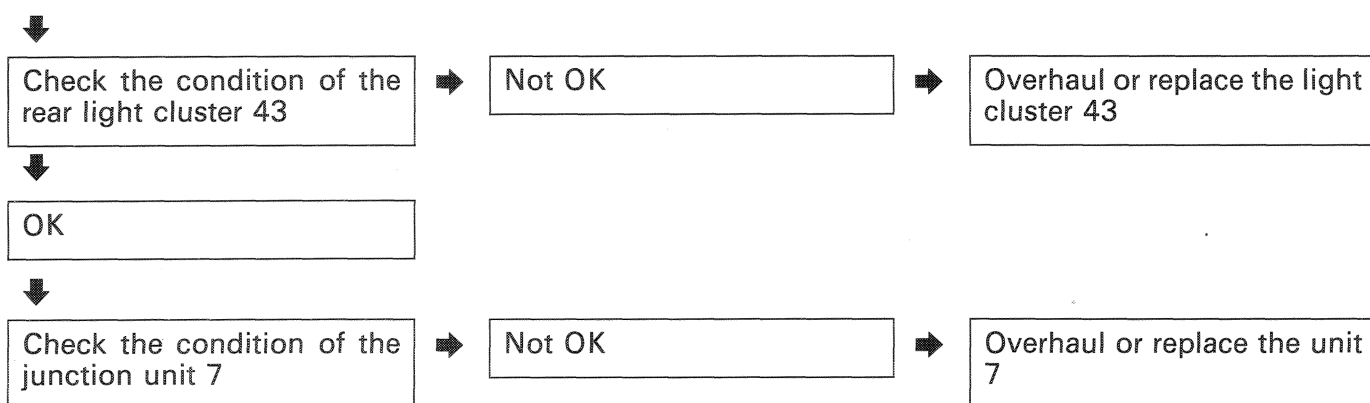 Check the condition of the
rear light cluster 43
Not OK
Overhaul or replace the light
cluster 43
OK
Check the condition of the
junction unit 7
Not OK
Overhaul or replace the unit
7